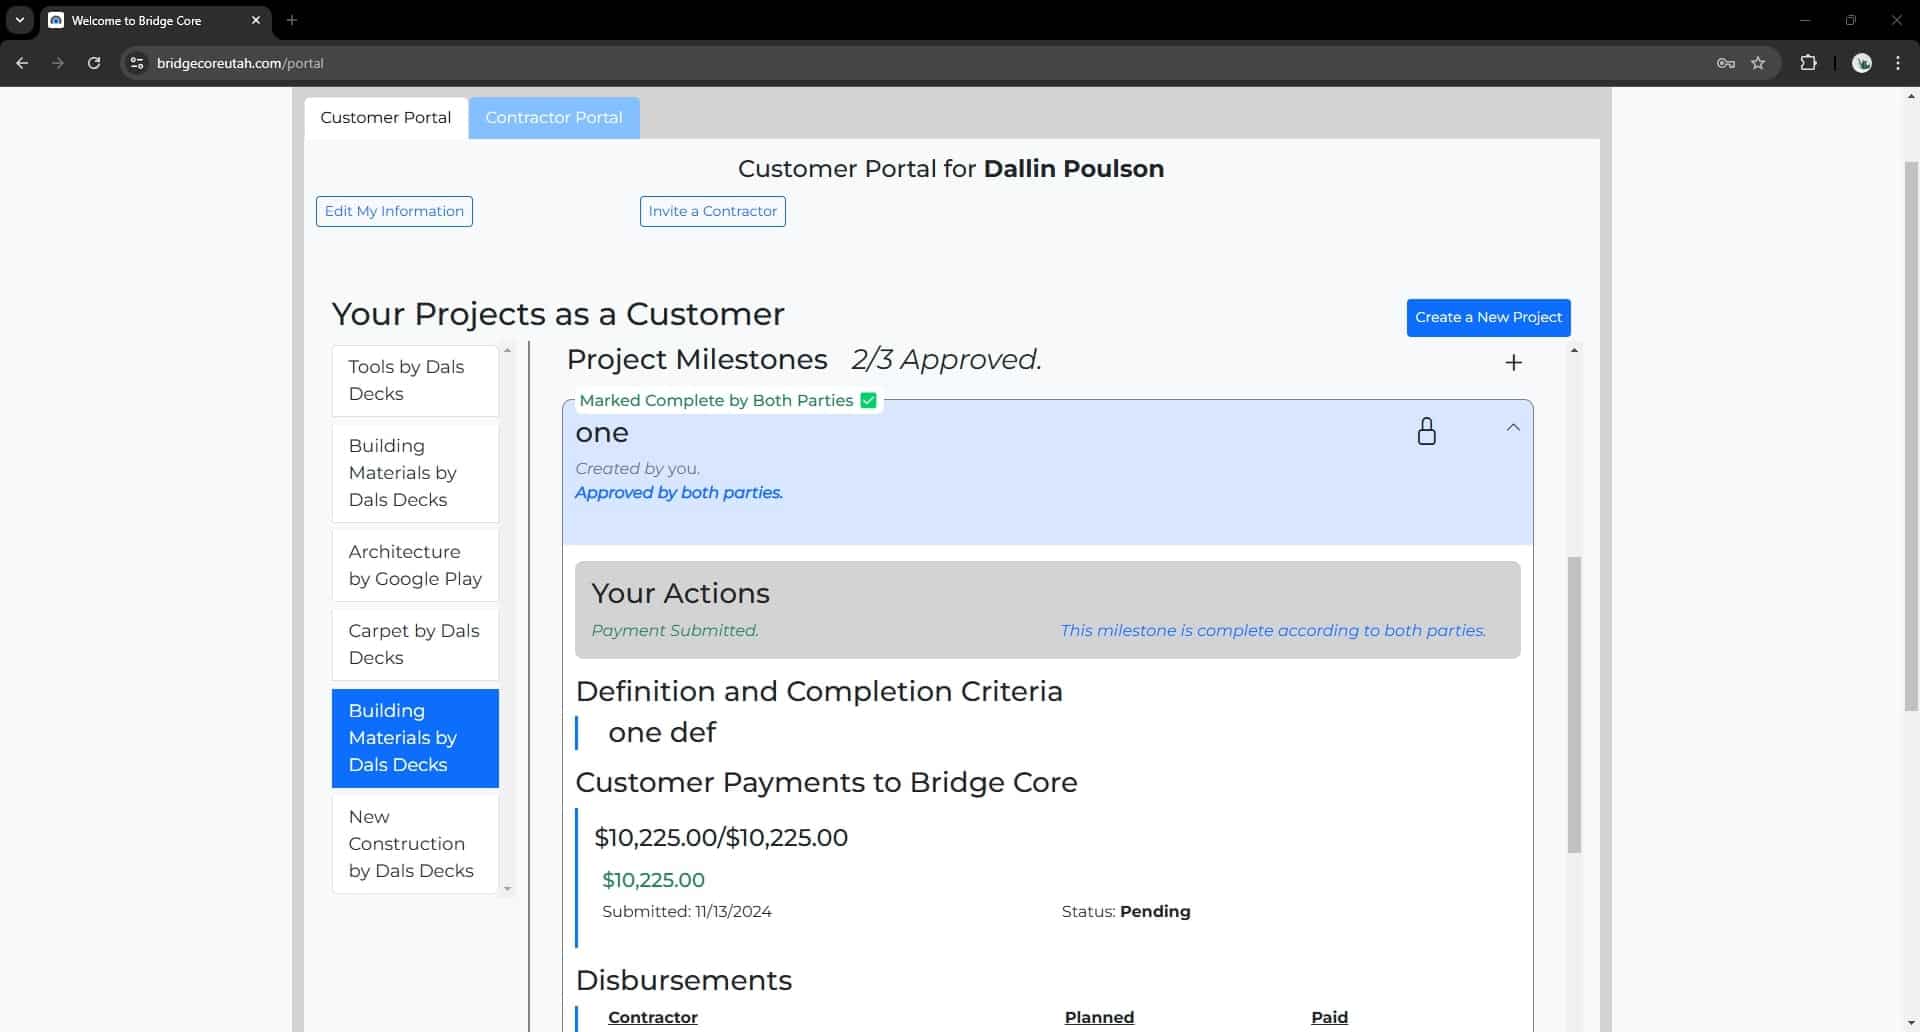 Welcome to Bridge Core
bridgecoreutah.com/portal
Customer Portal
Contractor Portal
Customer Portal for Dallin Poulson
Edit My Information
Invite a Contractor
Your Projects as a Customer
Create a New Project
Tools by Dals
Decks
Building
Materials by
Dals Decks
Architecture
by Google Play
Carpet by Dals
Decks
Building
Materials by
Dals Decks
New
Construction
by Dals Decks
Project Milestones 2/3 Approved.
Marked Complete by Both Parties
one
Created by you.
Approved by both parties.
Your Actions
Payment Submitted.
This milestone is complete according to both parties.
Definition and Completion Criteria
one def
Customer Payments to Bridge Core
$10,225.00/$10,225.00
$10,225.00
Submitted: 11/13/2024
Status: Pending
Disbursements
Contractor
Planned
Paid